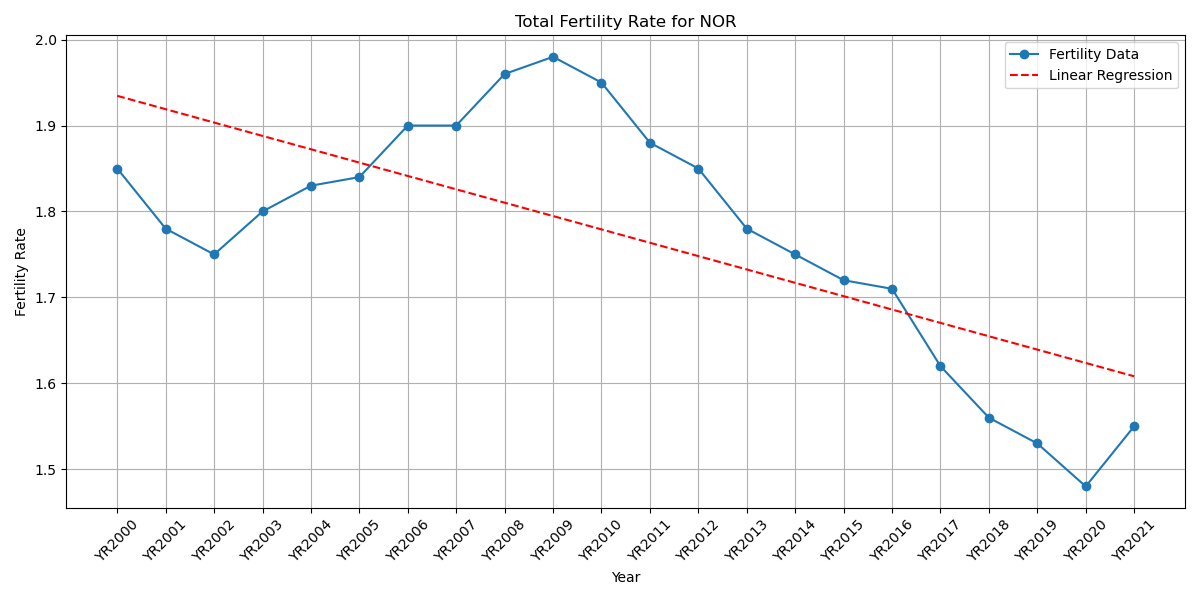 Total Fertility Rate for NOR
Fertility Data
Linear Regression
Fertility Rate
2.0
1.9
1.8
1.7
1.6
1.5
YR2000
YR2001
YR2002
YR2003
YR2004
YR2005
YR2006
YR2007
YR2008
YR2009
YR2010
YR2011
YR2012
YR2013
YR2014
YR2015
YR2016
YR2017
YR2018
YR2019
YR2020
YR2021
Year